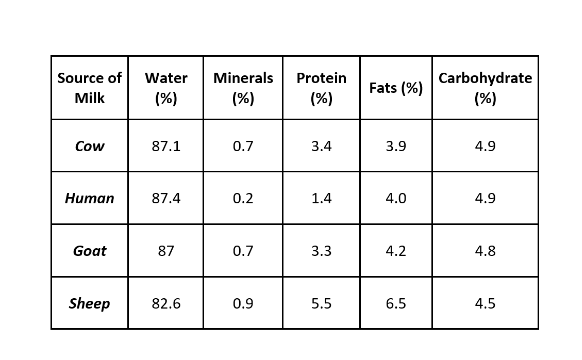 Source of Milk Water (%) Minerals (%) Protein (%) Fats (%) Carbohydrate (%)
Cow 87.1 0.7 3.4 3.9 4.9
Human 87.4 0.2 1.4 4.0 4.9
Goat 87 0.7 3.3 4.2 4.8
Sheep 82.6 0.9 5.5 6.5 4.5